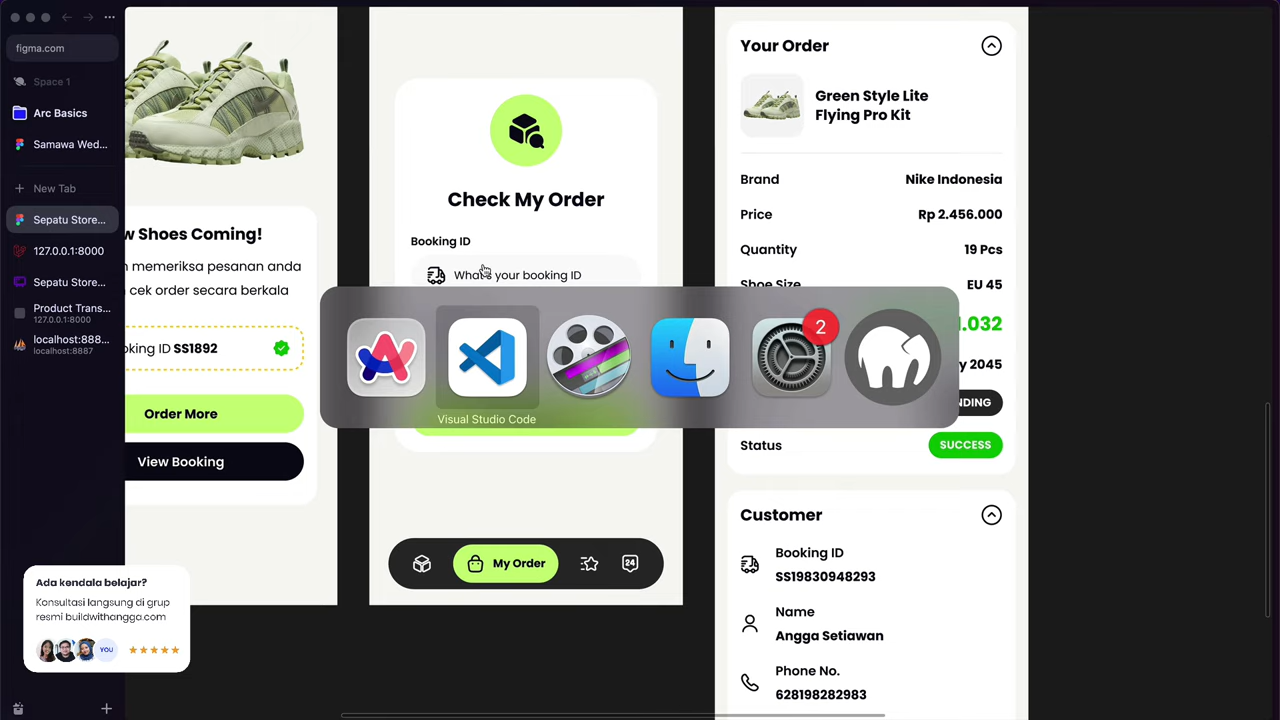 figma.com
Space 1
Arc Basics
Samawa Wed...
New Tab
Sepatu Store...
127.0.0.1:8000
Sepatu Store...
Product Trans...
127.0.0.1:8000
localhost:888...
localhost:8887
Shoes Coming!
memeriksa pesanan anda
cek order secara berkala
ID SS1892
Order More
View Booking
Ada kendala belajar?
Konsultasi langsung di grup
resmi buildwithangga.com
YOU
Check My Order
Booking ID
What's your booking ID
Visual Studio Code
2
My Order
24
Your Order
Green Style Lite
Flying Pro Kit
Brand
Nike Indonesia
Price
Rp 2.456.000
Quantity
19 Pcs
Shoe Size
EU 45
1.032
2045
Status
SUCCESS
Customer
Booking ID
SS19830948293
Name
Angga Setiawan
Phone No.
628198282983